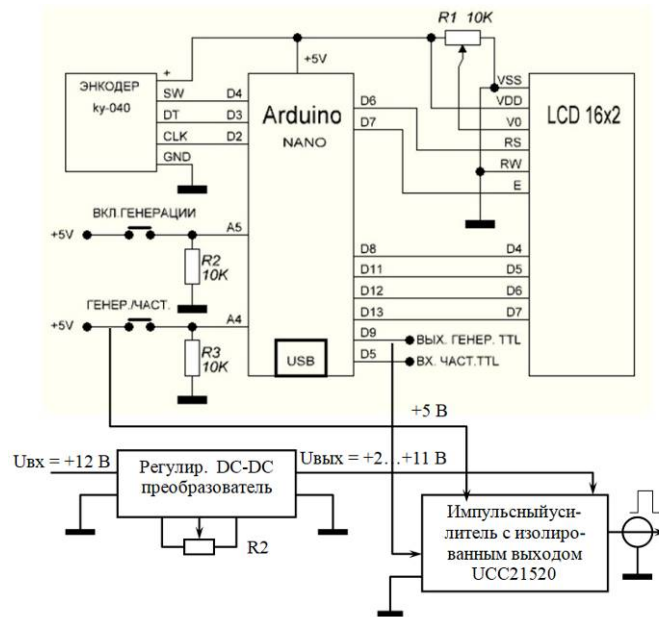 R1 10K
+5V
ЭНКОДЕР
ky-040
+
SW
DT
CLK
GND
D4
D3
D2
Arduino
NANO
D6
D7
VSS
VDD
V0
RS
RW
E
LCD 16x2
ВКЛ.ГЕНЕРАЦИИ
+5V
A5
R2
10K
ГЕНЕР./ЧАСТ.
+5V
A4
R3
10K
USB
D8
D11
D12
D13
D9
D5
D4
D5
D6
D7
ВЫХ. ГЕНЕР. TTL
ВХ. ЧАСТ.TTL
+5 В
Uвх = +12 В
Регулир. DC-DC
преобразователь
Uвых = +2…+11 В
R2
Импульсныйуси-
литель с изолиро-
ванным выходом
UCC21520